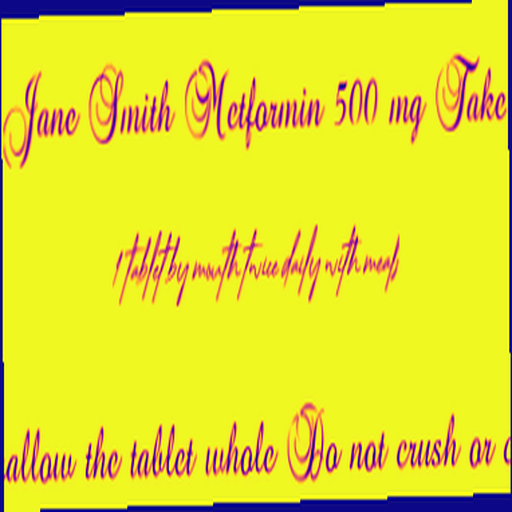 Jane Smith Metformin 500 mg Take
1 tablet by mouth twice daily with meals
allow the tablet whole Do not crush or